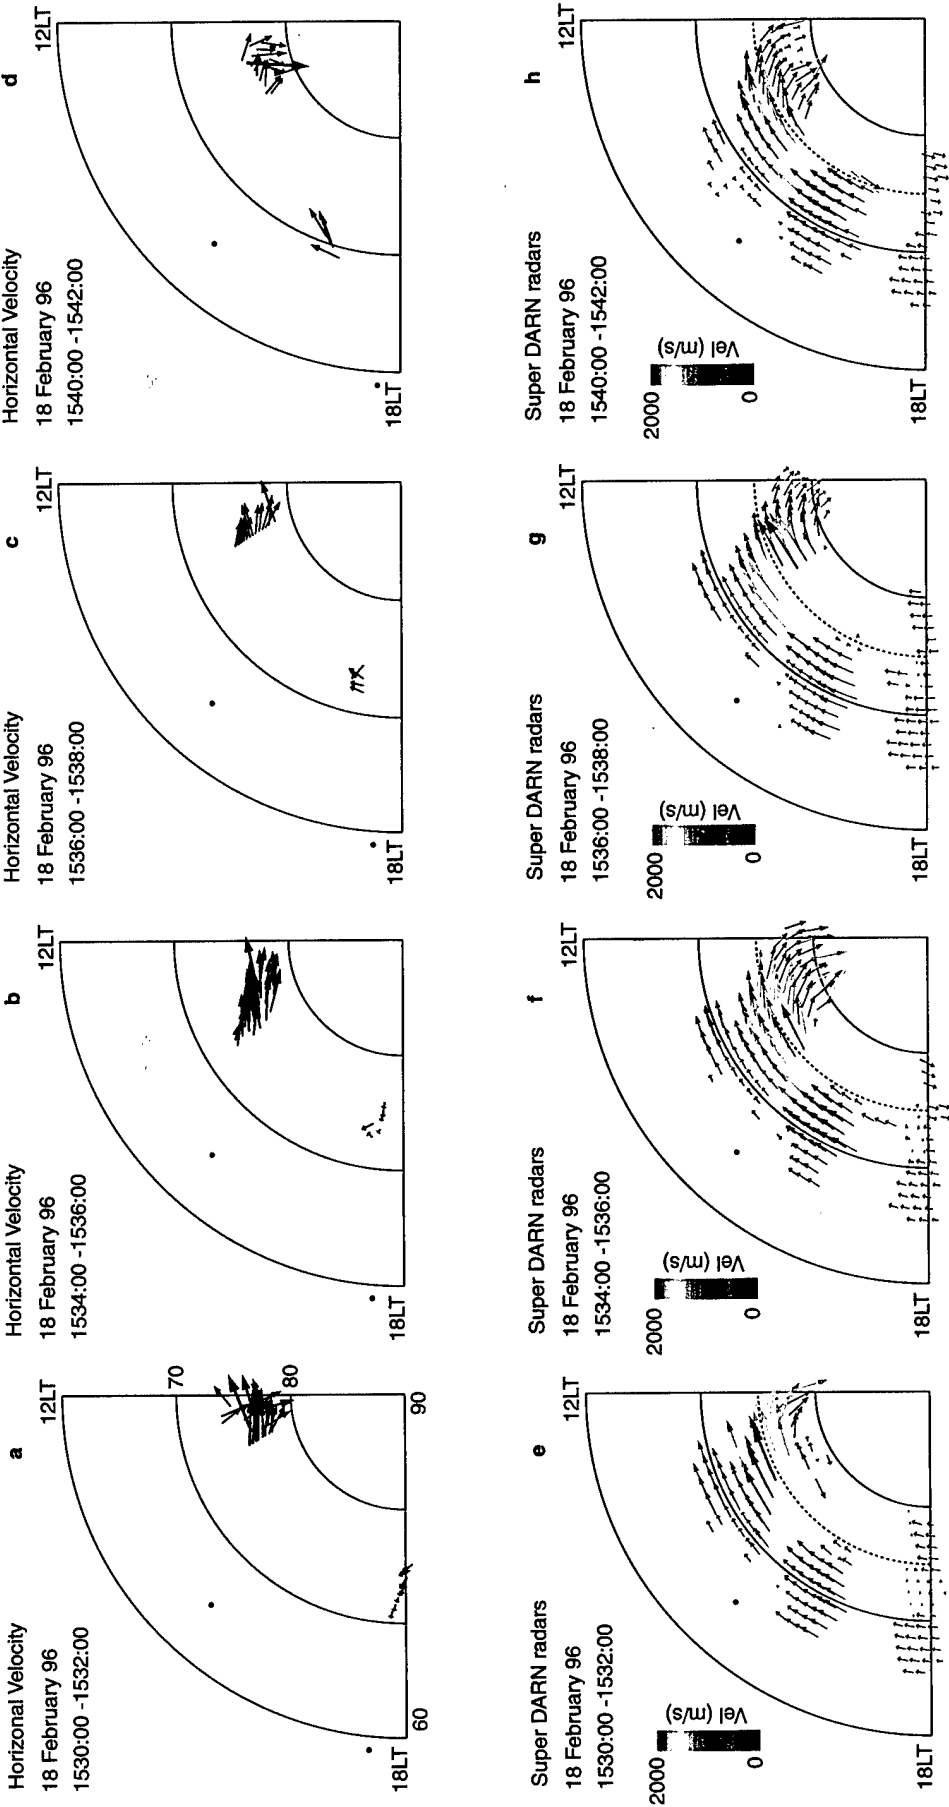 Horizonal Velocity
18 February 96
1530:00 -1532:00
a
12LT
70
80
90
60
18LT
Horizontal Velocity
18 February 96
1534:00 -1536:00
b
12LT
18LT
Horizontal Velocity
18 February 96
1536:00 -1538:00
c
12LT
18LT
Horizontal Velocity
18 February 96
1540:00 -1542:00
d
12LT
18LT
Super DARN radars
18 February 96
1530:00 -1532:00
e
12LT
2000
Vel (m/s)
0
18LT
Super DARN radars
18 February 96
1534:00 -1536:00
f
12LT
2000
Vel (m/s)
0
18LT
Super DARN radars
18 February 96
1536:00 -1538:00
g
12LT
2000
Vel (m/s)
0
18LT
Super DARN radars
18 February 96
1540:00 -1542:00
h
12LT
2000
Vel (m/s)
0
18LT